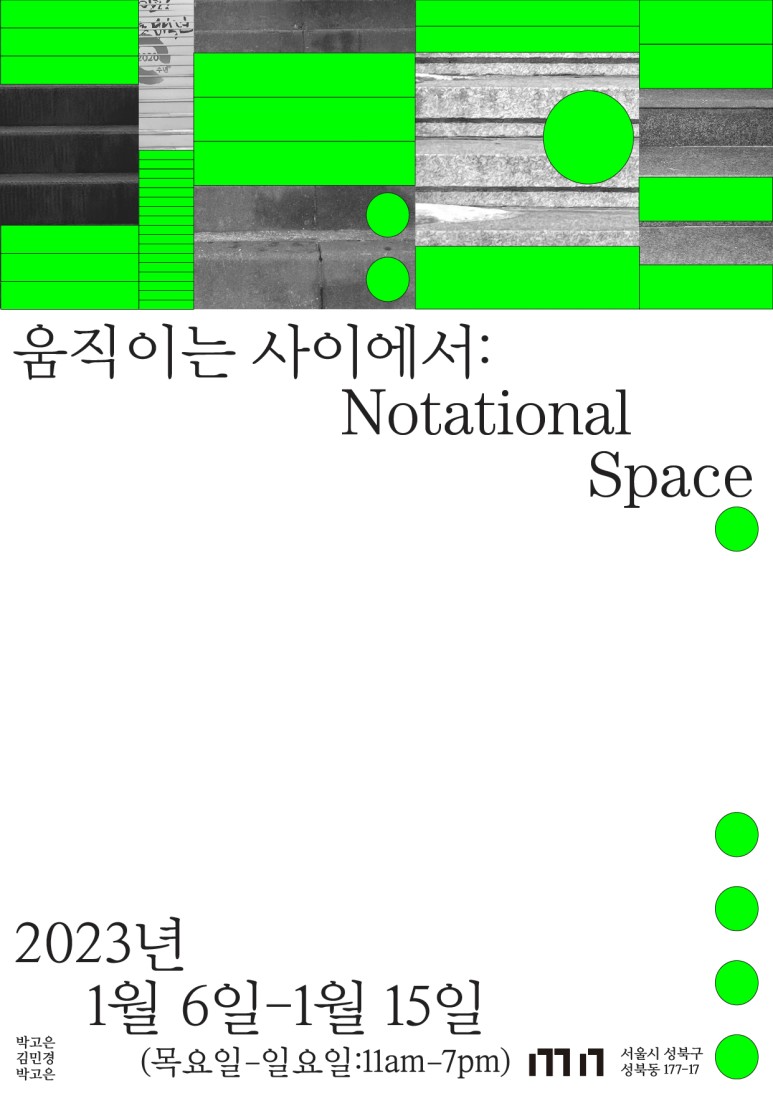 2020
움직이는 사이에서:
Notational
Space
2023년
1월 6일–1월 15일
(목요일–일요일:11am–7pm)
박고은
김민경
박고은
서울시 성북구
성북동 177-17